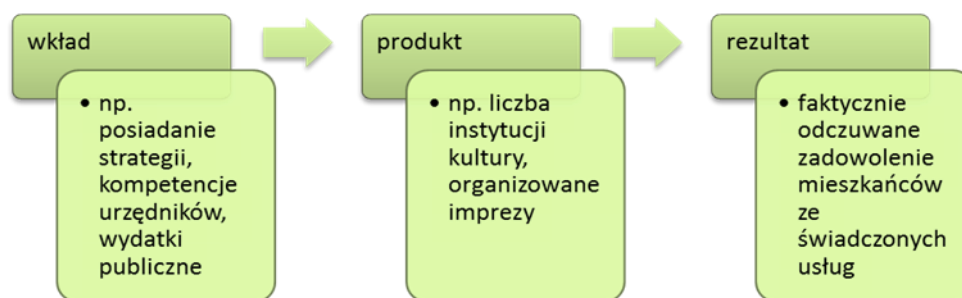 wkład
• np.
posiadanie
strategii,
kompetencje
urzędników,
wydatki
publiczne
produkt
• np. liczba
instytucji
kultury,
organizowane
imprezy
rezultat
• faktycznie
odczuwane
zadowolenie
mieszkańców
ze
świadczonych
usług